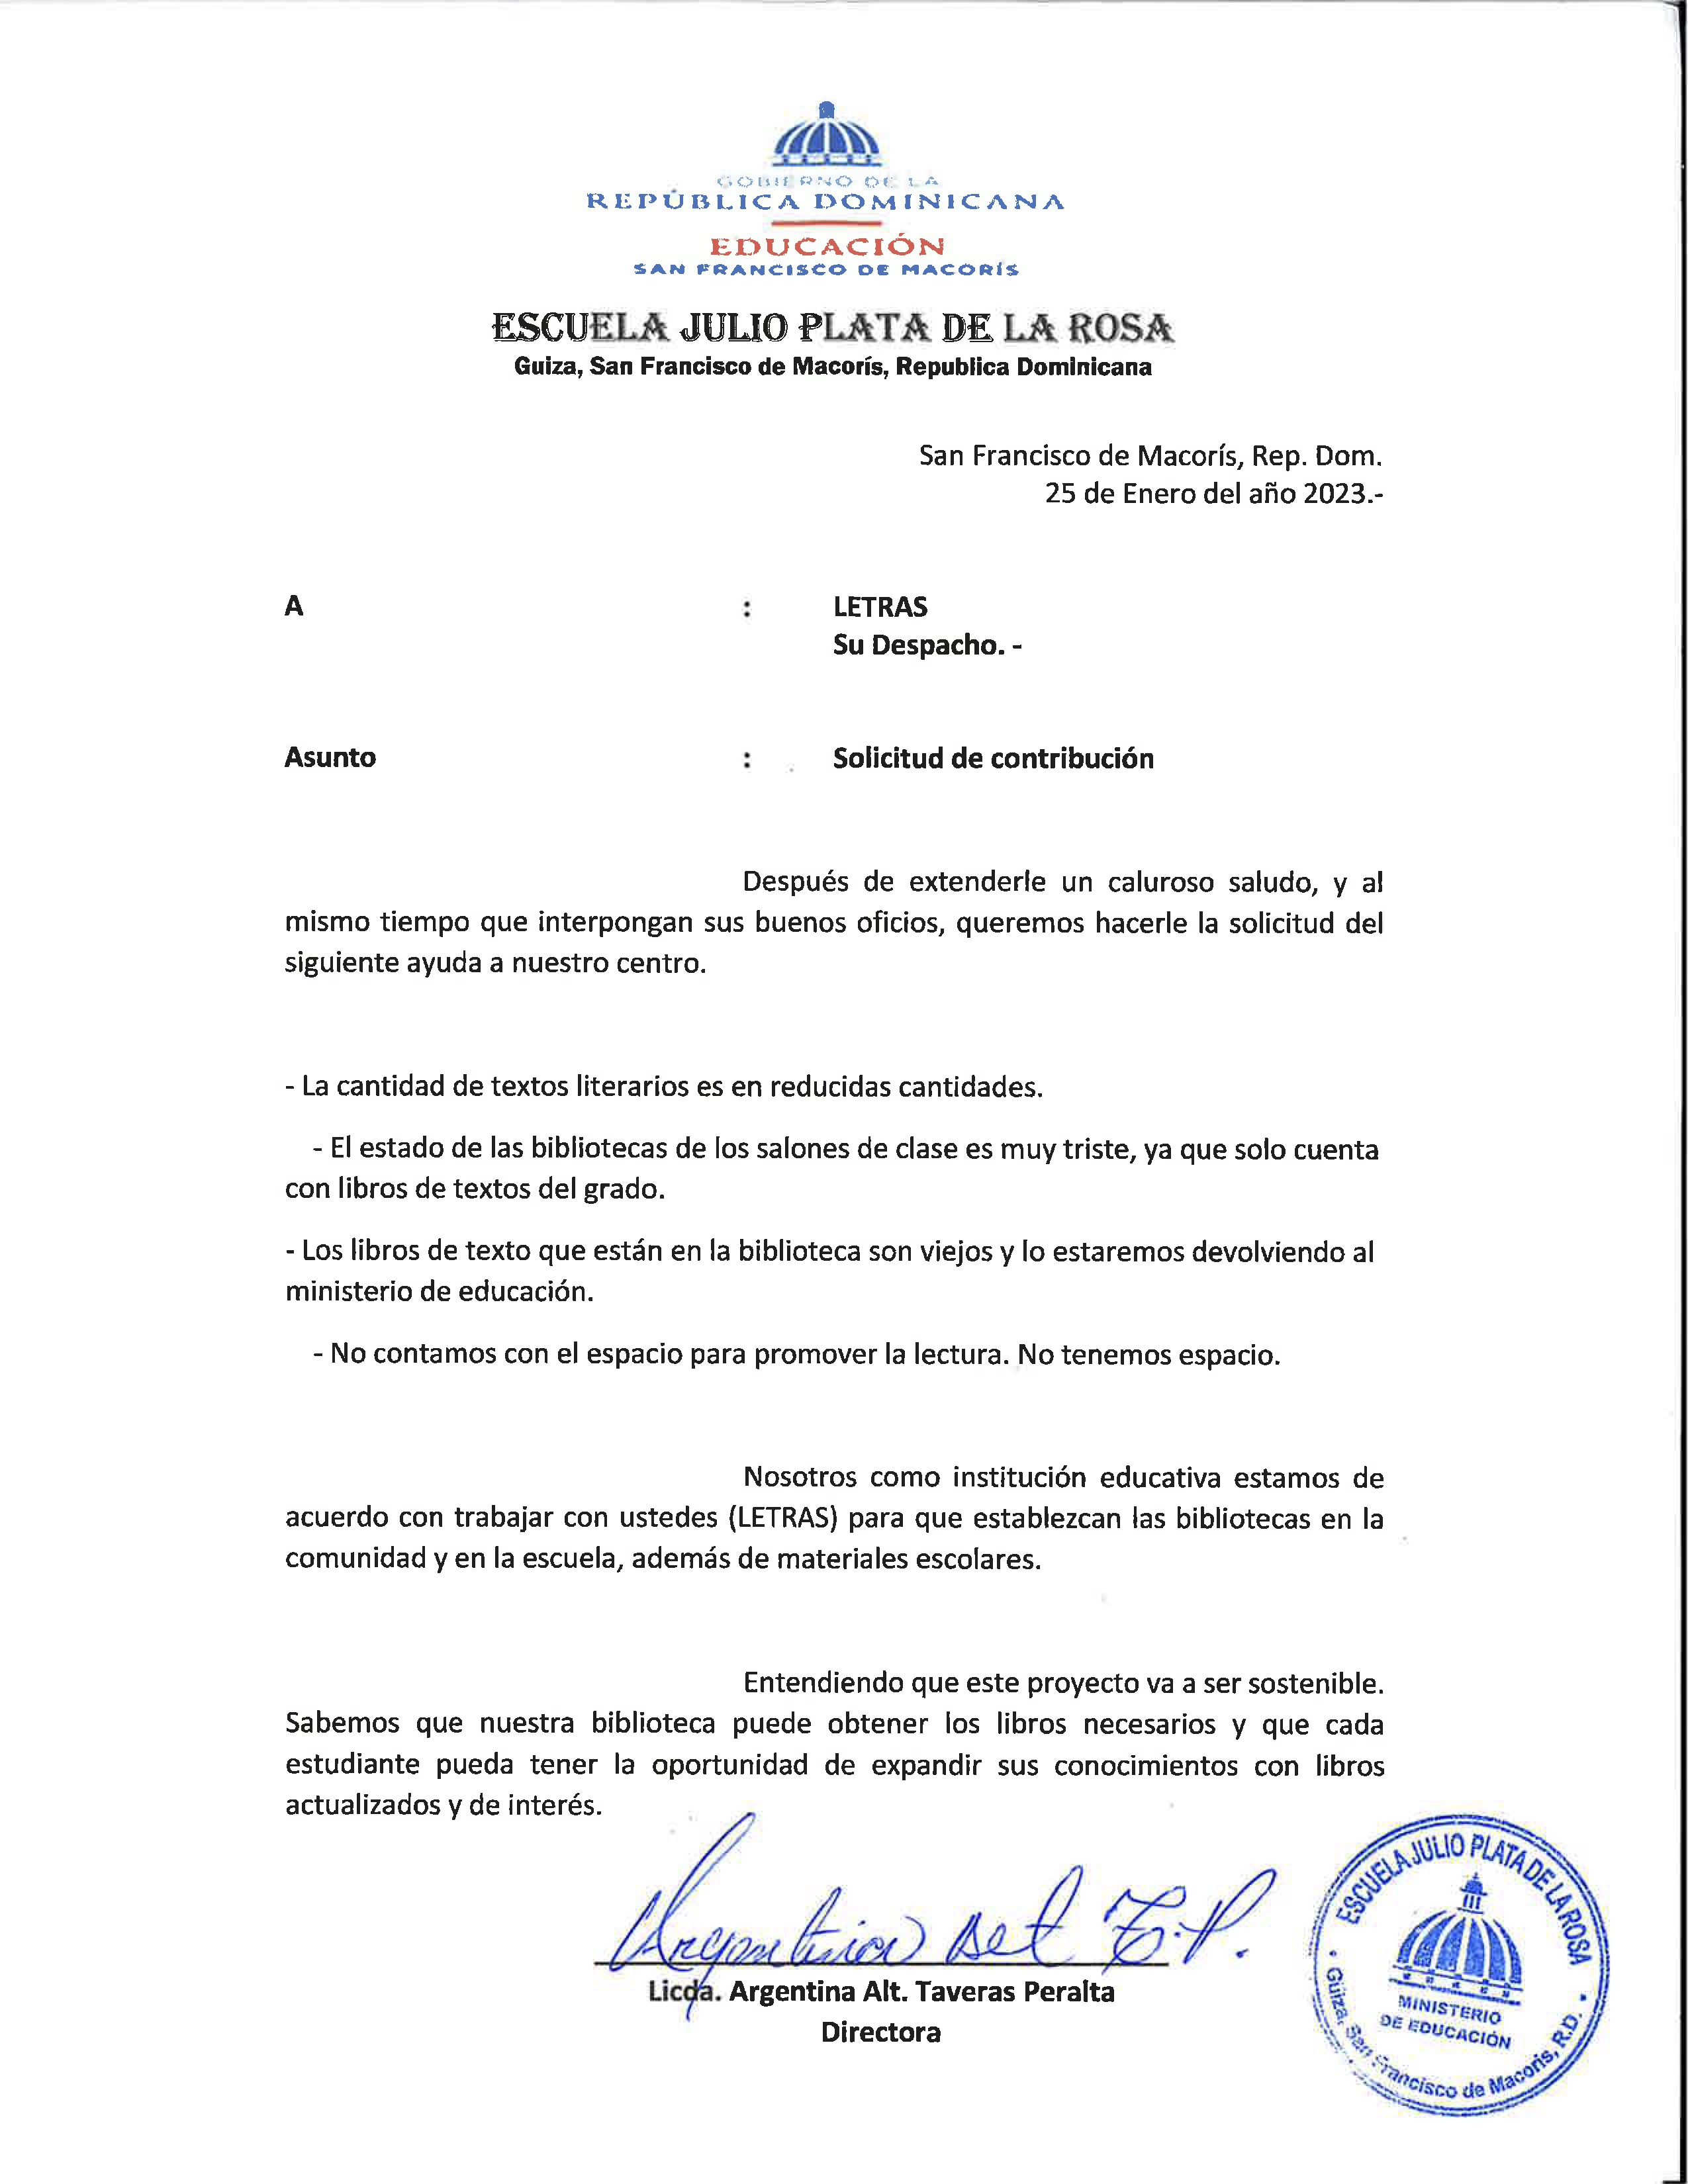 GOBIERNO DE LA
REPÚBLICA DOMINICANA
EDUCACIÓN
SAN FRANCISCO DE MACORÍS
ESCUELA JULIO PLATA DE LA ROSA
Guiza, San Francisco de Macorís, Republica Dominicana
San Francisco de Macorís, Rep. Dom.
25 de Enero del año 2023.-
A : LETRAS
Su Despacho. -
Asunto : Solicitud de contribución
Después de extenderle un caluroso saludo, y al
mismo tiempo que interpongan sus buenos oficios, queremos hacerle la solicitud del
siguiente ayuda a nuestro centro.
- La cantidad de textos literarios es en reducidas cantidades.
- El estado de las bibliotecas de los salones de clase es muy triste, ya que solo cuenta
con libros de textos del grado.
- Los libros de texto que están en la biblioteca son viejos y lo estaremos devolviendo al
ministerio de educación.
- No contamos con el espacio para promover la lectura. No tenemos espacio.
Nosotros como institución educativa estamos de
acuerdo con trabajar con ustedes (LETRAS) para que establezcan las bibliotecas en la
comunidad y en la escuela, además de materiales escolares.
Entendiendo que este proyecto va a ser sostenible.
Sabemos que nuestra biblioteca puede obtener los libros necesarios y que cada
estudiante pueda tener la oportunidad de expandir sus conocimientos con libros
actualizados y de interés.
Argentina Alt T.P.
Licda. Argentina Alt. Taveras Peralta
Directora
ESCUELA JULIO PLATA DE LA ROSA
MINISTERIO
DE EDUCACIÓN
Güiza, San Francisco de Macorís, R.D.